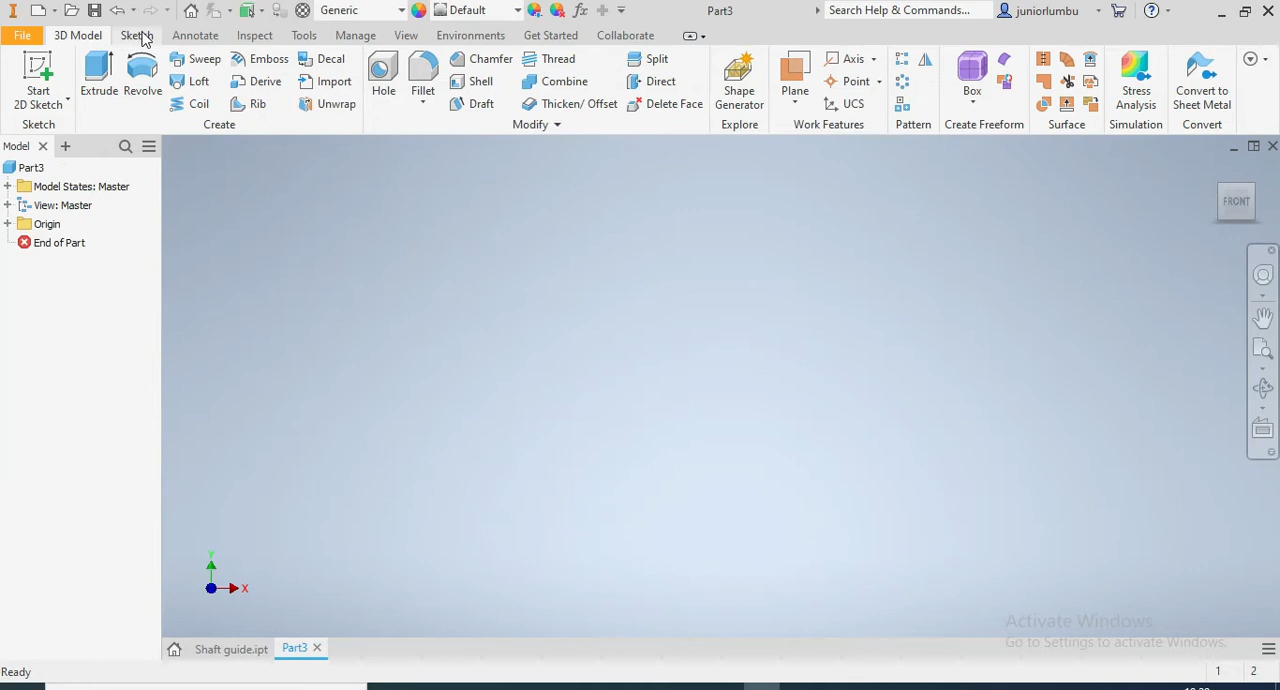 Generic
Default
Part3
Search Help & Commands...
juniorlumbu
File
3D Model
Sketch
Annotate
Inspect
Tools
Manage
View
Environments
Get Started
Collaborate
Start
2D Sketch
Extrude
Revolve
Sweep
Emboss
Decal
Loft
Derive
Import
Coil
Rib
Unwrap
Hole
Fillet
Chamfer
Thread
Split
Shell
Combine
Direct
Draft
Thicken/ Offset
Delete Face
Shape
Generator
Plane
Axis
Point
UCS
Box
Stress
Analysis
Convert to
Sheet Metal
Sketch
Create
Modify
Explore
Work Features
Pattern
Create Freeform
Surface
Simulation
Convert
Model
Part3
Model States: Master
View: Master
Origin
End of Part
FRONT
Y
X
Activate Windows
Go to Settings to activate Windows.
Shaft guide.ipt
Part3
Ready
1
2